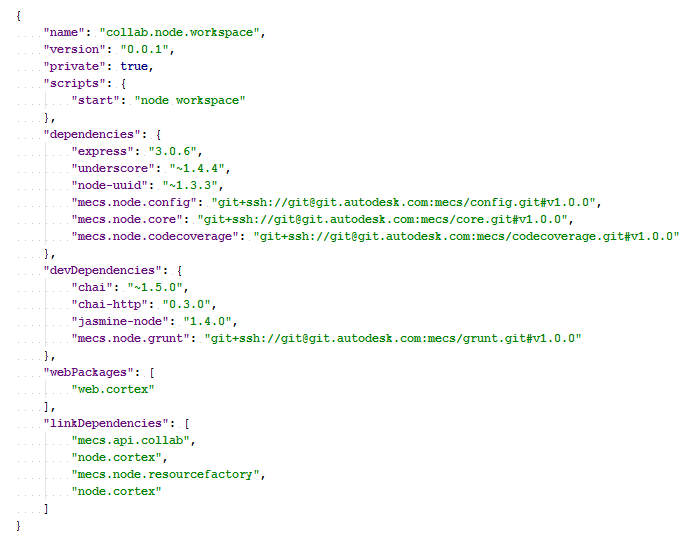 {
"name": "collab.node.workspace",
"version": "0.0.1",
"private": true,
"scripts": {
"start": "node workspace"
},
"dependencies": {
"express": "3.0.6",
"underscore": "~1.4.4",
"node-uuid": "~1.3.3",
"mecs.node.config": "git+ssh://git@git.autodesk.com:mecs/config.git#v1.0.0",
"mecs.node.core": "git+ssh://git@git.autodesk.com:mecs/core.git#v1.0.0",
"mecs.node.codecoverage": "git+ssh://git@git.autodesk.com:mecs/codecoverage.git#v1.0.0"
},
"devDependencies": {
"chai": "~1.5.0",
"chai-http": "0.3.0",
"jasmine-node": "1.4.0",
"mecs.node.grunt": "git+ssh://git@git.autodesk.com:mecs/grunt.git#v1.0.0"
},
"webPackages": [
"web.cortex"
],
"linkDependencies": [
"mecs.api.collab",
"node.cortex",
"mecs.node.resourcefactory",
"node.cortex"
]
}